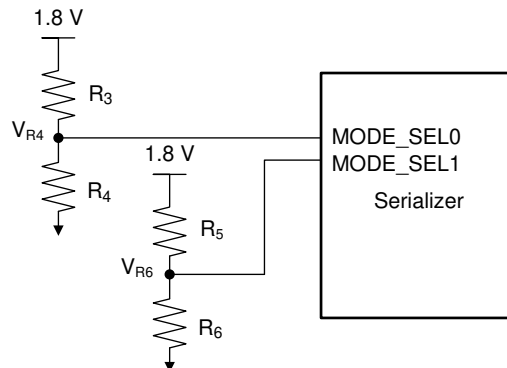 1.8 V
R3
VR4
MODE_SEL0
1.8 V
MODE_SEL1
R4
Serializer
R5
VR6
R6